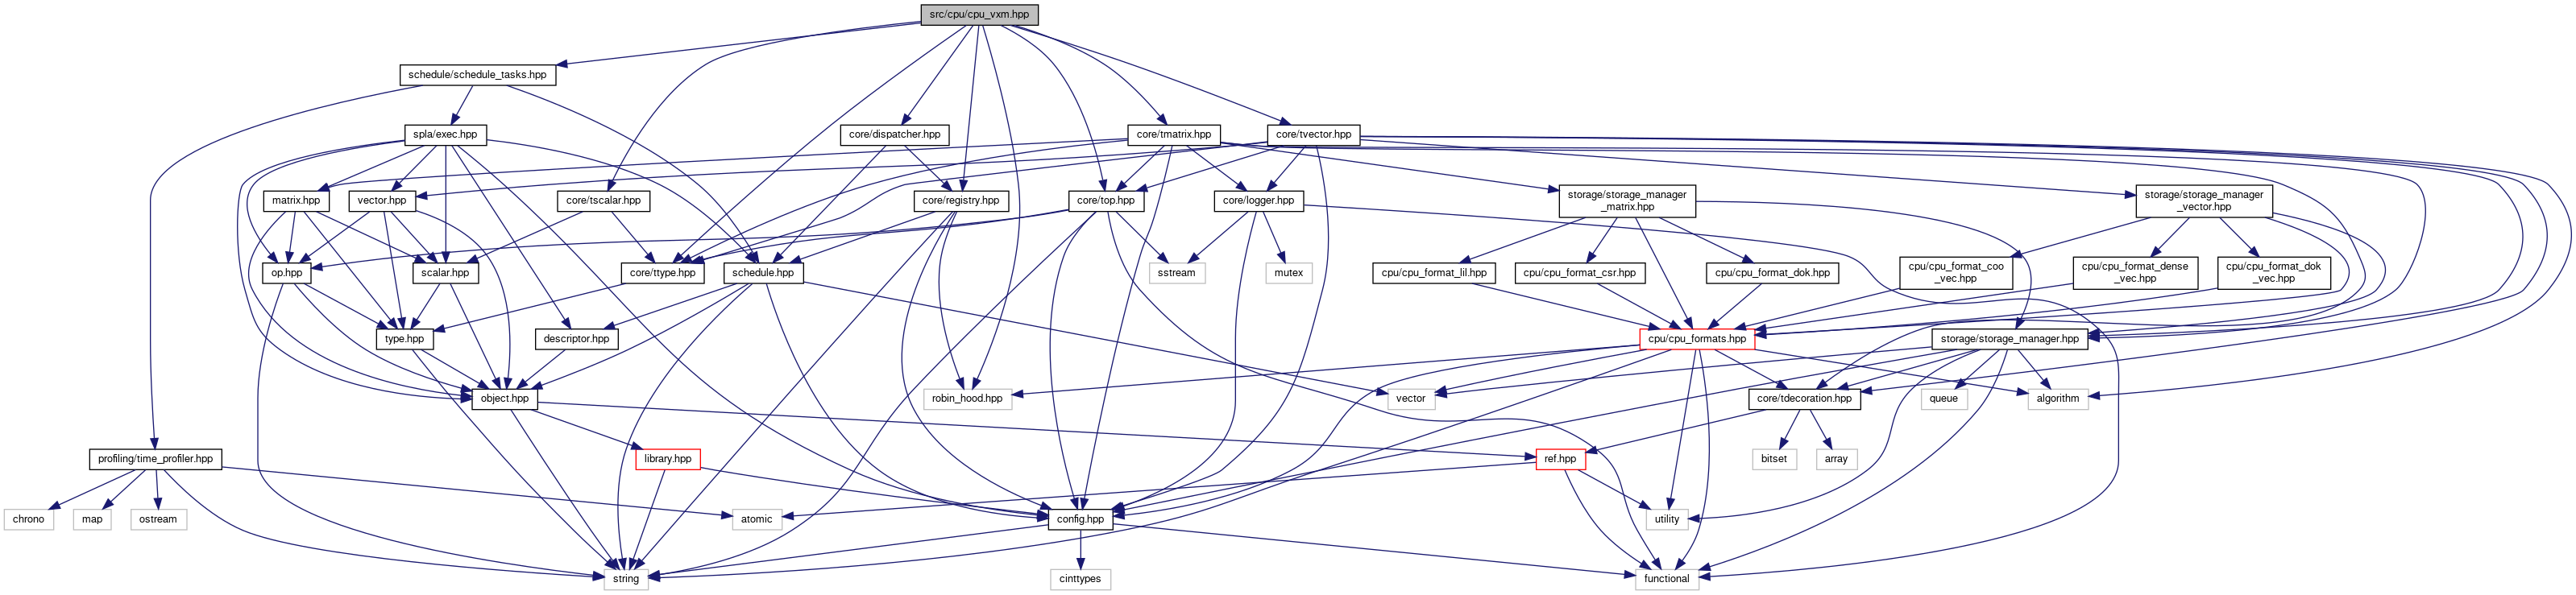 src/cpu/cpu_vxm.hpp
schedule/schedule_tasks.hpp
spla/exec.hpp
core/dispatcher.hpp
core/tmatrix.hpp
core/tvector.hpp
matrix.hpp
vector.hpp
core/tscalar.hpp
core/registry.hpp
core/top.hpp
core/logger.hpp
storage/storage_manager
_matrix.hpp
storage/storage_manager
_vector.hpp
op.hpp
scalar.hpp
core/ttype.hpp
schedule.hpp
sstream
mutex
cpu/cpu_format_lil.hpp
cpu/cpu_format_csr.hpp
cpu/cpu_format_dok.hpp
cpu/cpu_format_coo
_vec.hpp
cpu/cpu_format_dense
_vec.hpp
cpu/cpu_format_dok
_vec.hpp
type.hpp
descriptor.hpp
cpu/cpu_formats.hpp
storage/storage_manager.hpp
object.hpp
robin_hood.hpp
vector
core/tdecoration.hpp
queue
algorithm
profiling/time_profiler.hpp
library.hpp
ref.hpp
bitset
array
chrono
map
ostream
atomic
config.hpp
utility
string
cinttypes
functional